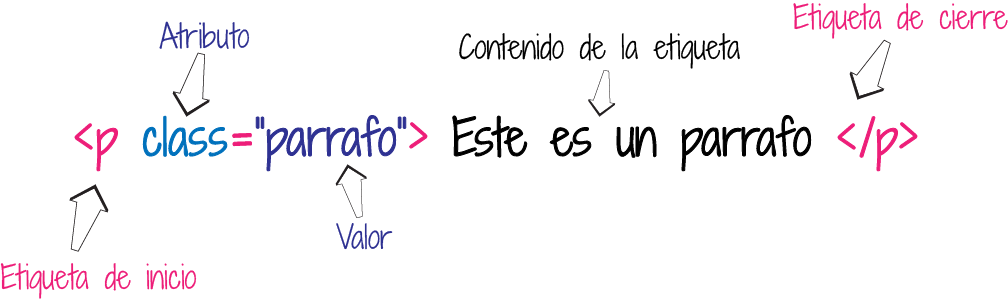 Etiqueta de cierre
Atributo
Contenido de la etiqueta
<p class="parrafo"> Este es un parrafo </p>
Valor
Etiqueta de inicio